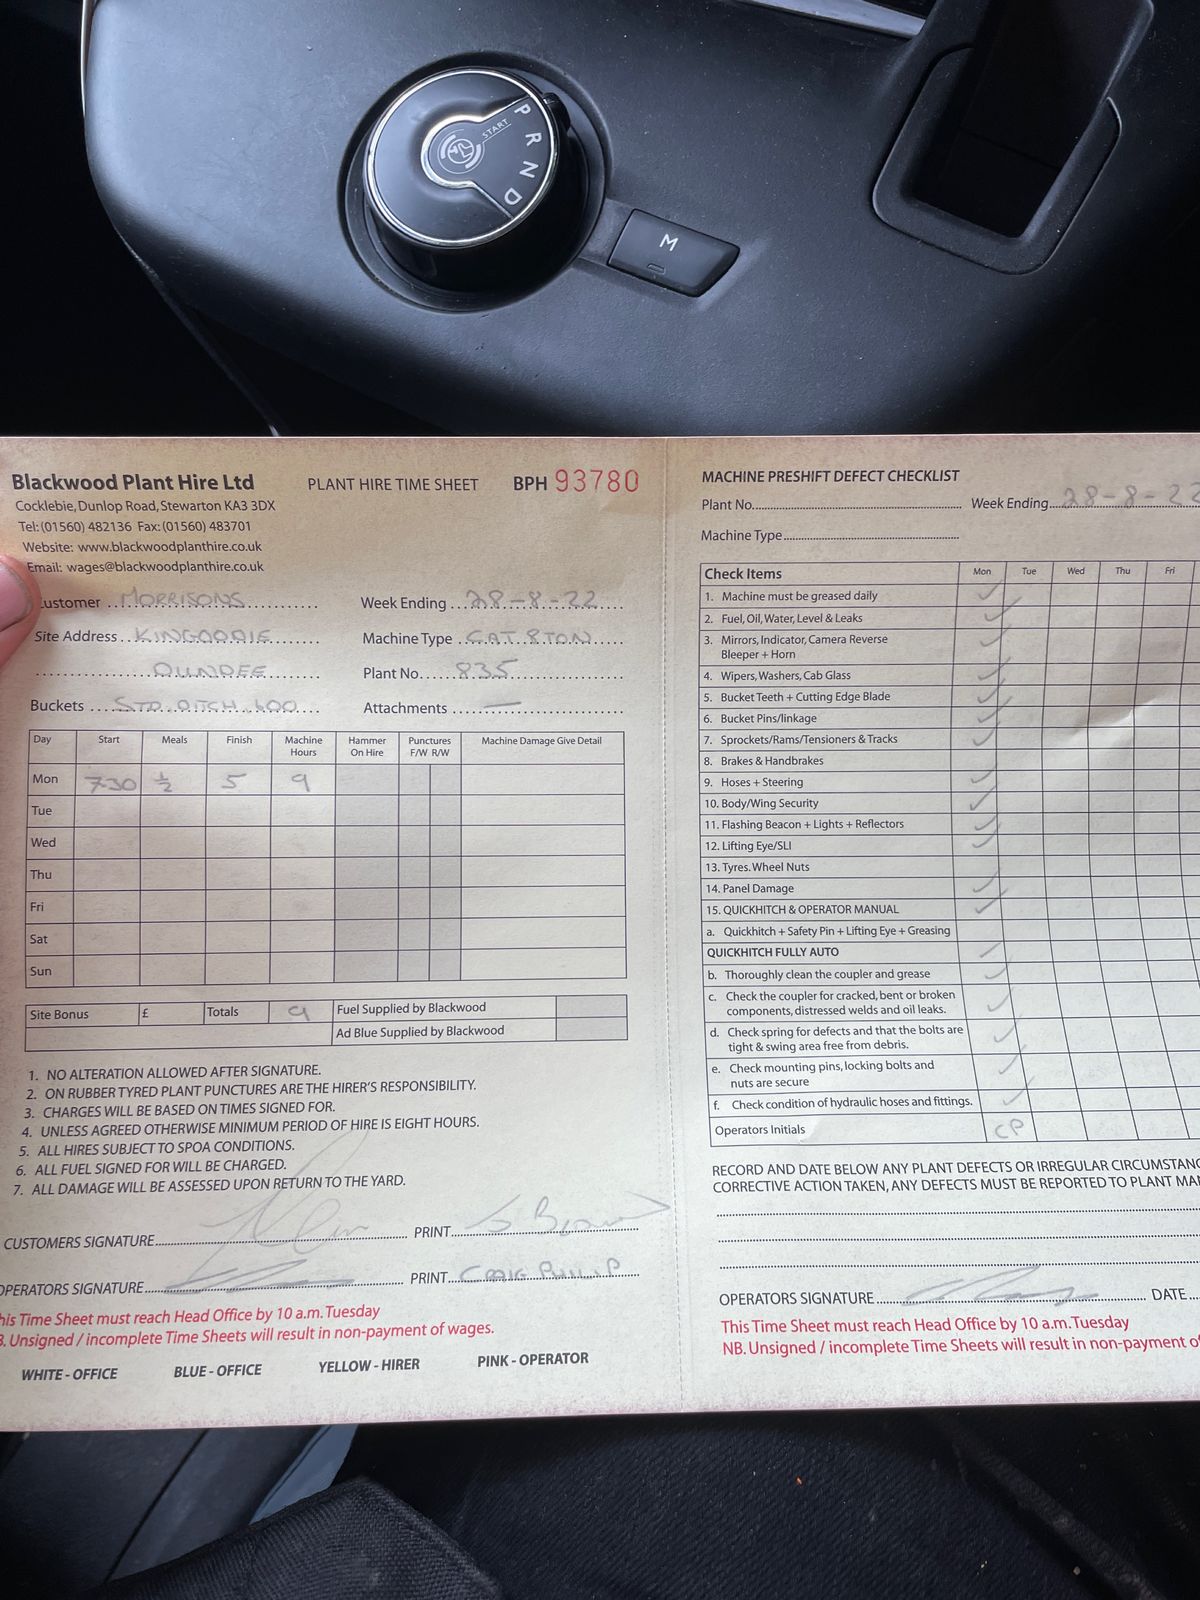 START
P
R
N
D
M
Blackwood Plant Hire Ltd
PLANT HIRE TIME SHEET
BPH 93780
Cocklebie, Dunlop Road, Stewarton KA3 3DX
Tel: (01560) 482136 Fax: (01560) 483701
Website: www.blackwoodplanthire.co.uk
Email: wages@blackwoodplanthire.co.uk
ustomer MORRISONS
Week Ending 28-8-22
Site Address KINGOODIE
Machine Type CAT 8TON
DUNDEE
Plant No. 835
Buckets STD DITCH 600
Attachments —
Day Start Meals Finish Machine Hours Hammer On Hire Punctures F/W R/W Machine Damage Give Detail
Mon 730 ½ 5 9
Tue
Wed
Thu
Fri
Sat
Sun
Site Bonus £ Totals 9 Fuel Supplied by Blackwood
Ad Blue Supplied by Blackwood
1. NO ALTERATION ALLOWED AFTER SIGNATURE.
2. ON RUBBER TYRED PLANT PUNCTURES ARE THE HIRER'S RESPONSIBILITY.
3. CHARGES WILL BE BASED ON TIMES SIGNED FOR.
4. UNLESS AGREED OTHERWISE MINIMUM PERIOD OF HIRE IS EIGHT HOURS.
5. ALL HIRES SUBJECT TO SPOA CONDITIONS.
6. ALL FUEL SIGNED FOR WILL BE CHARGED.
7. ALL DAMAGE WILL BE ASSESSED UPON RETURN TO THE YARD.
CUSTOMERS SIGNATURE PRINT S Brown
OPERATORS SIGNATURE PRINT CRAIG PHILIP
his Time Sheet must reach Head Office by 10 a.m. Tuesday
B. Unsigned / incomplete Time Sheets will result in non-payment of wages.
WHITE - OFFICE BLUE - OFFICE YELLOW - HIRER PINK - OPERATOR
MACHINE PRESHIFT DEFECT CHECKLIST
Plant No. Week Ending 28-8-22
Machine Type
Check Items Mon Tue Wed Thu Fri
1. Machine must be greased daily ✓
2. Fuel, Oil, Water, Level & Leaks ✓
3. Mirrors, Indicator, Camera Reverse ✓
Bleeper + Horn
4. Wipers, Washers, Cab Glass ✓
5. Bucket Teeth + Cutting Edge Blade ✓
6. Bucket Pins/linkage ✓
7. Sprockets/Rams/Tensioners & Tracks ✓
8. Brakes & Handbrakes
9. Hoses + Steering ✓
10. Body/Wing Security ✓
11. Flashing Beacon + Lights + Reflectors ✓
12. Lifting Eye/SLI ✓
13. Tyres. Wheel Nuts
14. Panel Damage ✓
15. QUICKHITCH & OPERATOR MANUAL ✓
a. Quickhitch + Safety Pin + Lifting Eye + Greasing
QUICKHITCH FULLY AUTO ✓
b. Thoroughly clean the coupler and grease ✓
c. Check the coupler for cracked, bent or broken ✓
components, distressed welds and oil leaks.
d. Check spring for defects and that the bolts are ✓
tight & swing area free from debris.
e. Check mounting pins, locking bolts and ✓
nuts are secure
f. Check condition of hydraulic hoses and fittings. ✓
Operators Initials CP
RECORD AND DATE BELOW ANY PLANT DEFECTS OR IRREGULAR CIRCUMSTANC
CORRECTIVE ACTION TAKEN, ANY DEFECTS MUST BE REPORTED TO PLANT MA
OPERATORS SIGNATURE DATE
This Time Sheet must reach Head Office by 10 a.m. Tuesday
NB. Unsigned / incomplete Time Sheets will result in non-payment of